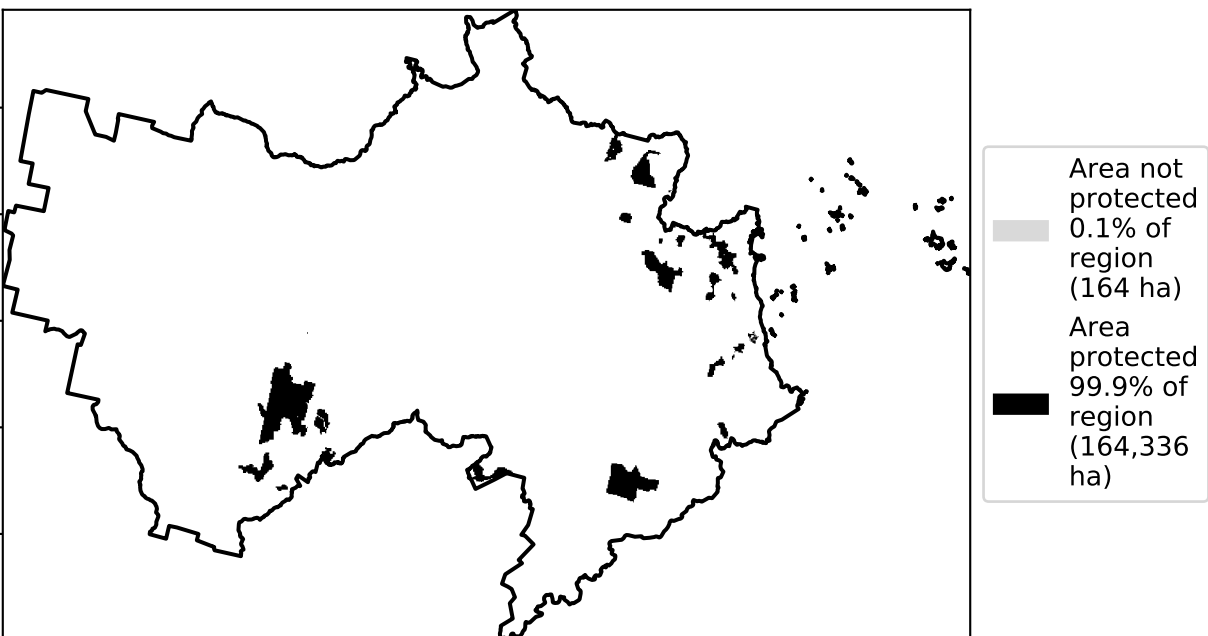 Area not
protected
0.1% of
region
(164 ha)
Area
protected
99.9% of
region
(164,336
ha)